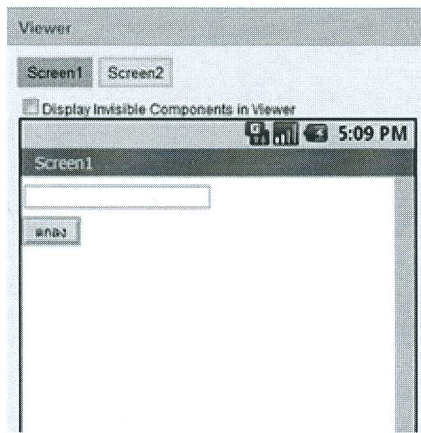 Viewer
Screen1 Screen2
Display Invisible Components in Viewer
5:09 PM
Screen1
ตกลง